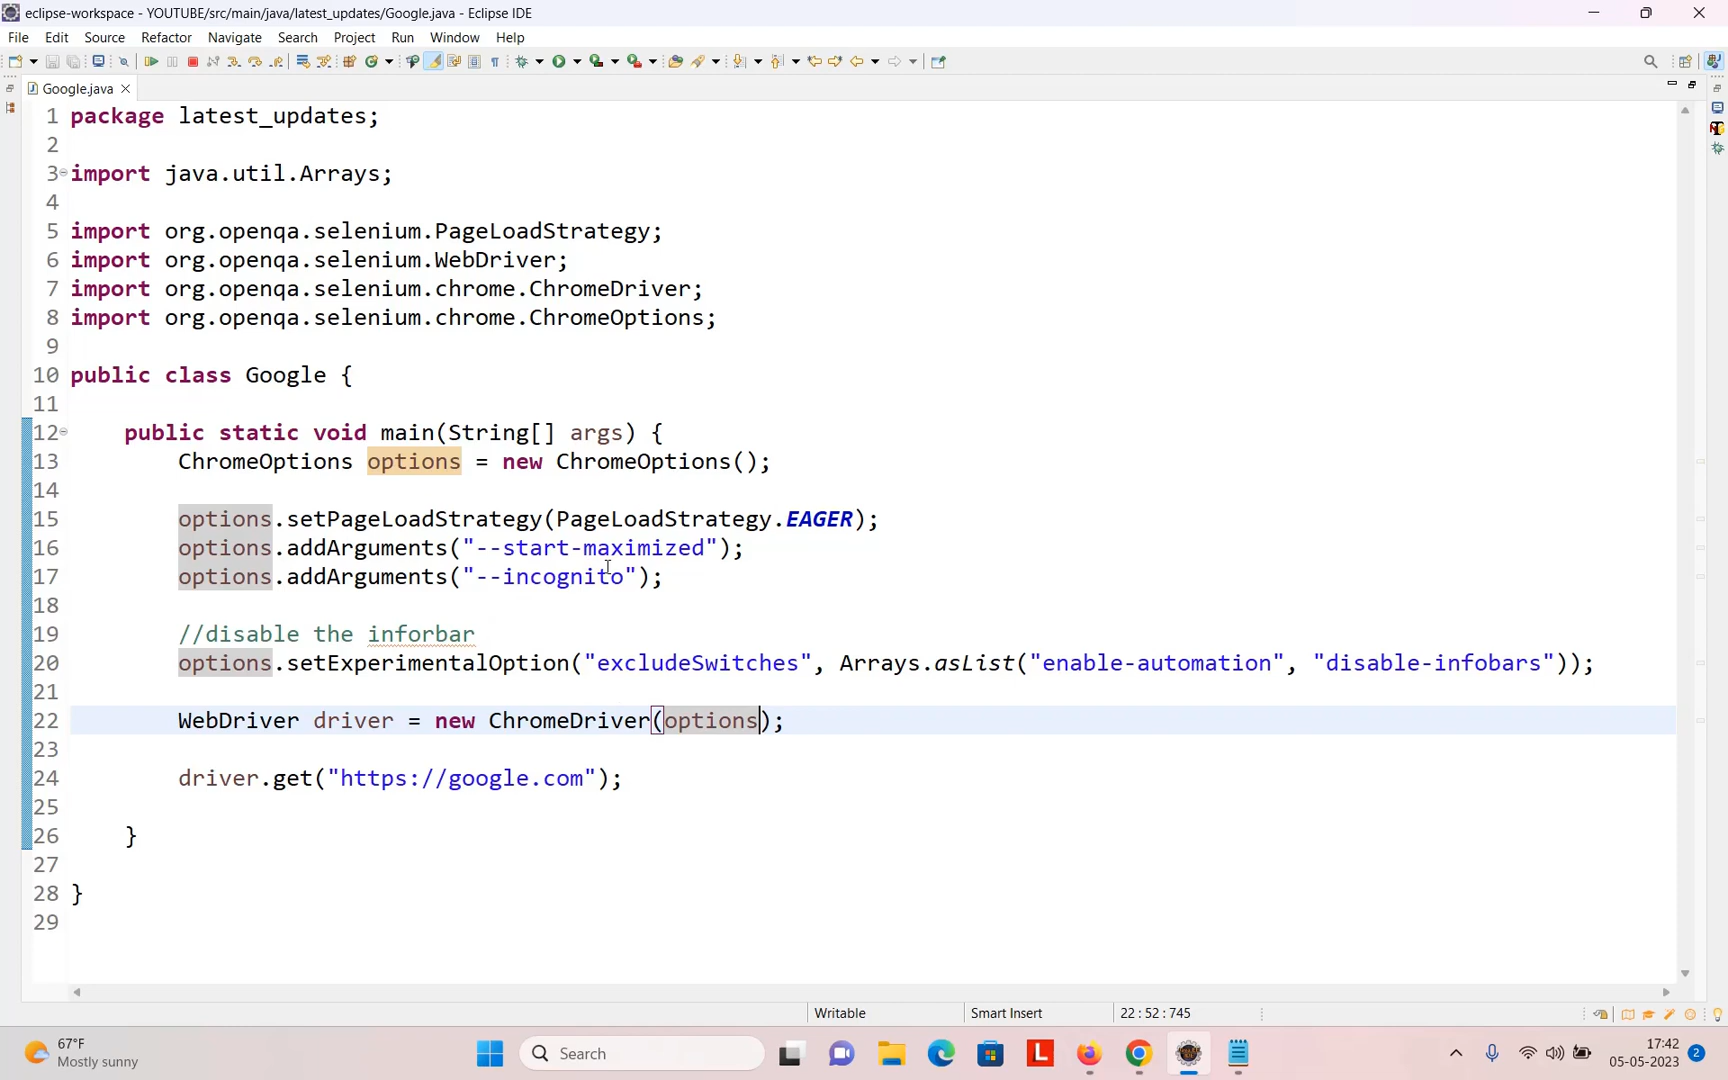 eclipse-workspace - YOUTUBE/src/main/java/latest_updates/Google.java - Eclipse IDE
File Edit Source Refactor Navigate Search Project Run Window Help
Google.java
1 package latest_updates;
2
3 import java.util.Arrays;
4
5 import org.openqa.selenium.PageLoadStrategy;
6 import org.openqa.selenium.WebDriver;
7 import org.openqa.selenium.chrome.ChromeDriver;
8 import org.openqa.selenium.chrome.ChromeOptions;
9
10 public class Google {
11
12 public static void main(String[] args) {
13 ChromeOptions options = new ChromeOptions();
14
15 options.setPageLoadStrategy(PageLoadStrategy.EAGER);
16 options.addArguments("--start-maximized");
17 options.addArguments("--incognito");
18
19 //disable the inforbar
20 options.setExperimentalOption("excludeSwitches", Arrays.asList("enable-automation", "disable-infobars"));
21
22 WebDriver driver = new ChromeDriver(options);
23
24 driver.get("https://google.com");
25
26 }
27
28 }
29
Writable Smart Insert 22 : 52 : 745
67°F
Mostly sunny
Search
L
17:42
05-05-2023
2